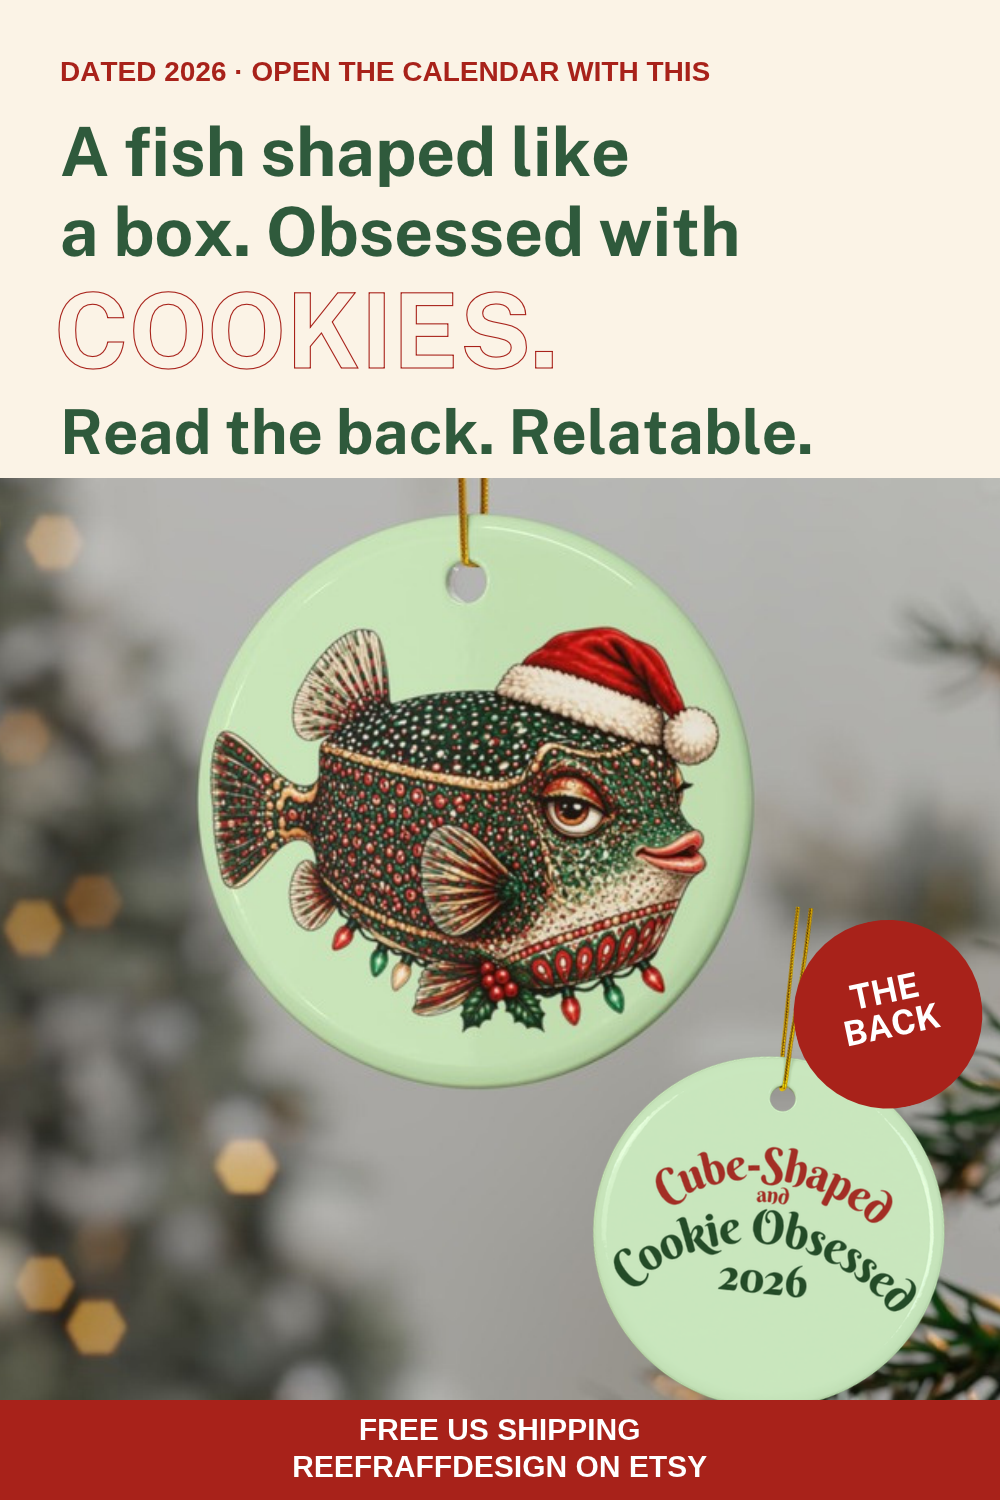 DATED 2026 · OPEN THE CALENDAR WITH THIS
A fish shaped like
a box. Obsessed with
COOKIES.
Read the back. Relatable.
THE
BACK
Cube-Shaped
and
Cookie Obsessed
2026
FREE US SHIPPING
REEFRAFFDESIGN ON ETSY